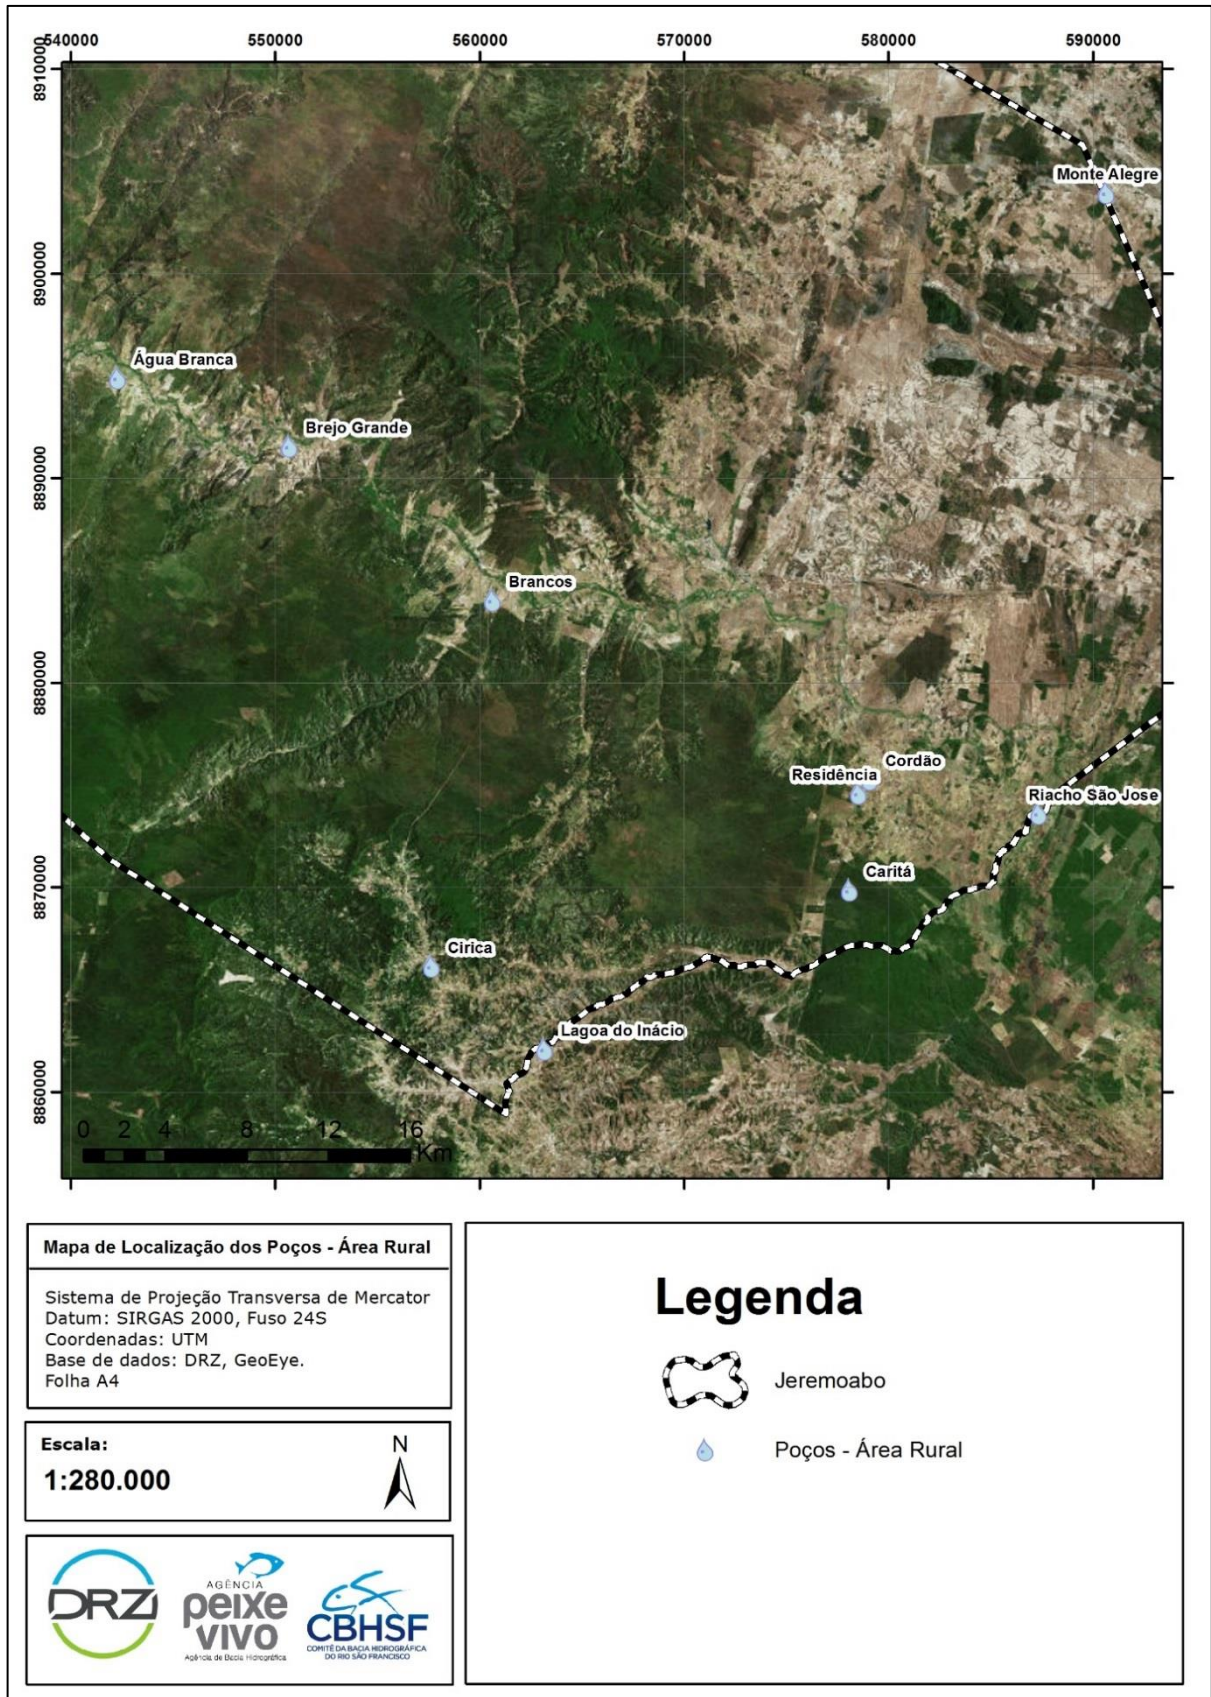 540000
550000
560000
570000
580000
590000
8910000
8900000
8890000
8880000
8870000
8860000
Monte Alegre
Água Branca
Brejo Grande
Brancos
Cordão
Residência
Riacho São Jose
Caritá
Cirica
Lagoa do Inácio
0 2 4 8 12 16
Km
Mapa de Localização dos Poços - Área Rural
Sistema de Projeção Transversa de Mercator
Datum: SIRGAS 2000, Fuso 24S
Coordenadas: UTM
Base de dados: DRZ, GeoEye.
Folha A4
Escala:
1:280.000
N
DRZ
AGÊNCIA
peixe
VIVO
Agência de Bacia Hidrográfica
CBHSF
COMITÊ DA BACIA HIDROGRÁFICA
DO RIO SÃO FRANCISCO
Legenda
Jeremoabo
Poços - Área Rural